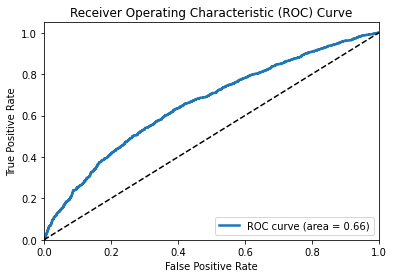 Receiver Operating Characteristic (ROC) Curve
True Positive Rate
1.0
0.8
0.6
0.4
0.2
0.0
ROC curve (area = 0.66)
0.0 0.2 0.4 0.6 0.8 1.0
False Positive Rate